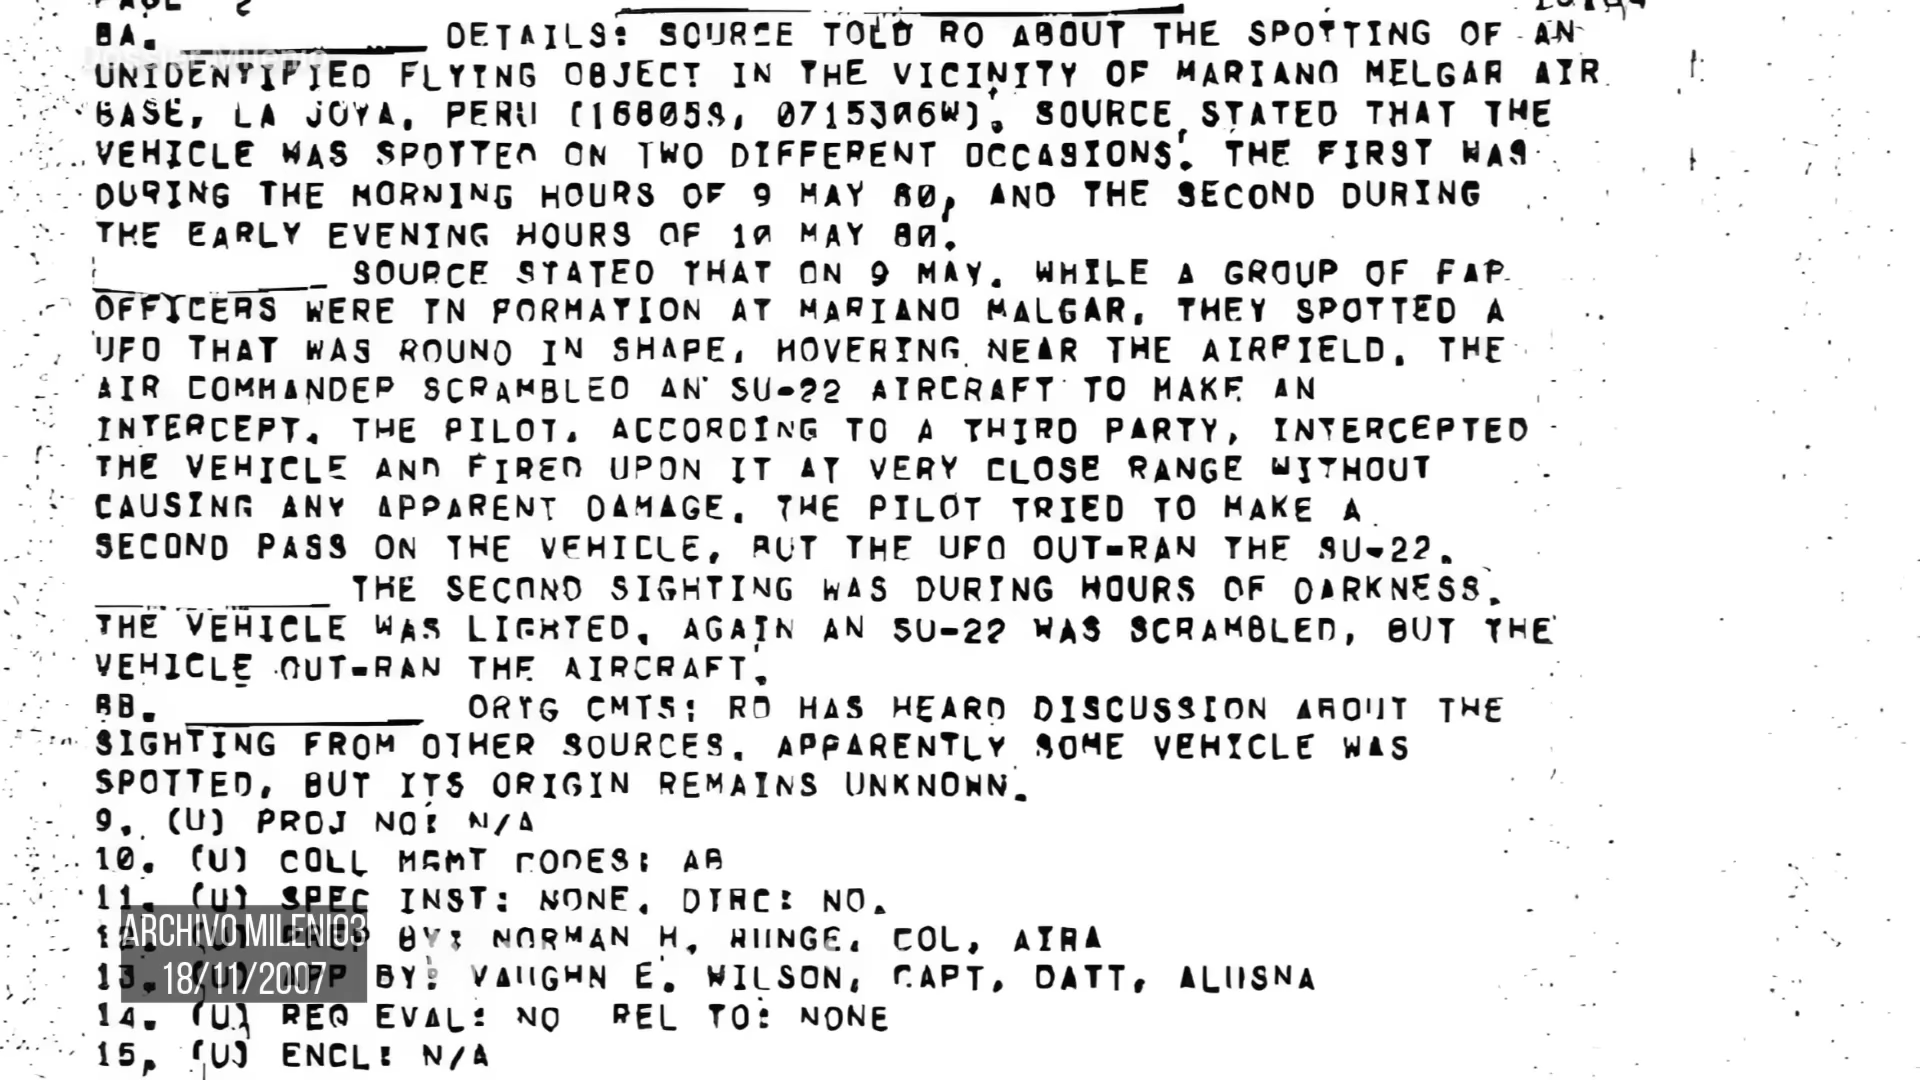 PAGE 2
8A. DETAILS: SOURCE TOLD RO ABOUT THE SPOTTING OF AN
UNIDENTIFIED FLYING OBJECT IN THE VICINITY OF MARIANO MELGAR AIR
BASE, LA JOYA, PERU (16805S, 0715306W). SOURCE STATED THAT THE
VEHICLE WAS SPOTTED ON TWO DIFFERENT OCCASIONS. THE FIRST WAS
DURING THE MORNING HOURS OF 9 MAY 80, AND THE SECOND DURING
THE EARLY EVENING HOURS OF 10 MAY 80.
SOURCE STATED THAT ON 9 MAY, WHILE A GROUP OF FAP
OFFICERS WERE IN FORMATION AT MARIANO MALGAR, THEY SPOTTED A
UFO THAT WAS ROUND IN SHAPE, HOVERING NEAR THE AIRFIELD. THE
AIR COMMANDER SCRAMBLED AN SU-22 AIRCRAFT TO MAKE AN
INTERCEPT. THE PILOT, ACCORDING TO A THIRD PARTY, INTERCEPTED
THE VEHICLE AND FIRED UPON IT AT VERY CLOSE RANGE WITHOUT
CAUSING ANY APPARENT DAMAGE. THE PILOT TRIED TO MAKE A
SECOND PASS ON THE VEHICLE, BUT THE UFO OUT-RAN THE SU-22.
THE SECOND SIGHTING WAS DURING HOURS OF DARKNESS.
THE VEHICLE WAS LIGHTED. AGAIN AN SU-22 WAS SCRAMBLED, BUT THE
VEHICLE OUT-RAN THE AIRCRAFT.
8B. ORIG CMTS: RO HAS HEARD DISCUSSION ABOUT THE
SIGHTING FROM OTHER SOURCES. APPARENTLY SOME VEHICLE WAS
SPOTTED, BUT ITS ORIGIN REMAINS UNKNOWN.
9. (U) PROJ NO: N/A
10. (U) COLL MGMT CODES: AB
11. (U) SPEC INST: NONE. DIRC: NO.
12. (U) PREP BY: NORMAN H. RUNGE, COL, AIRA
13. (U) APP BY: VAUGHN E. WILSON, CAPT, DATT, ALUSNA
14. (U) REQ EVAL: NO REL TO: NONE
15. (U) ENCL: N/A
ARCHIVO MILENIO3
18/11/2007